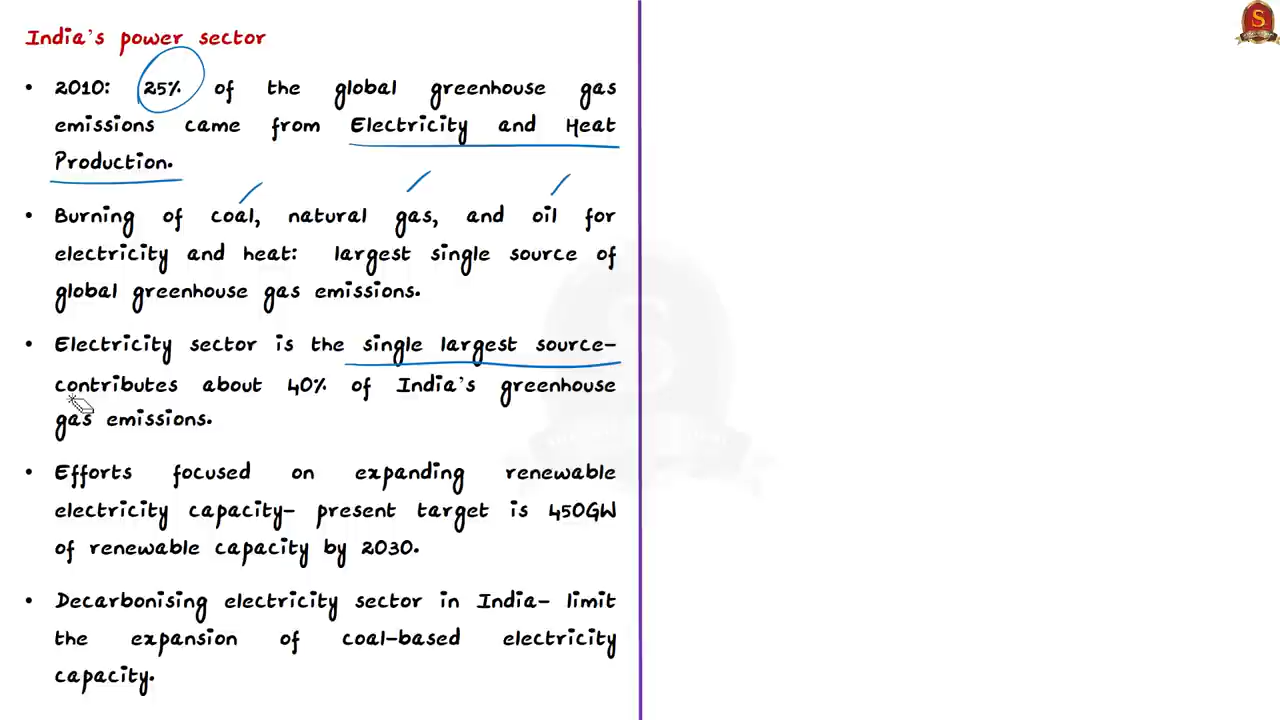 India's power sector
• 2010: 25% of the global greenhouse gas
emissions came from Electricity and Heat
Production.
• Burning of coal, natural gas, and oil for
electricity and heat: largest single source of
global greenhouse gas emissions.
• Electricity sector is the single largest source-
contributes about 40% of India's greenhouse
gas emissions.
• Efforts focused on expanding renewable
electricity capacity- present target is 450GW
of renewable capacity by 2030.
• Decarbonising electricity sector in India- limit
the expansion of coal-based electricity
capacity.
S